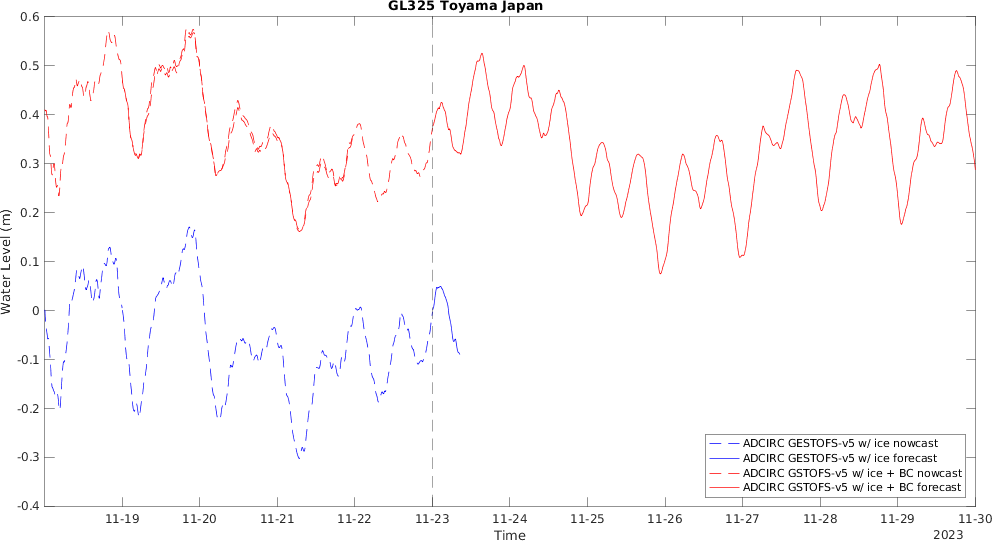 GL325 Toyama Japan
0.6
0.5
0.4
0.3
0.2
0.1
0
-0.1
-0.2
-0.3
-0.4
Water Level (m)
ADCIRC GESTOFS-v5 w/ ice nowcast
ADCIRC GESTOFS-v5 w/ ice forecast
ADCIRC GSTOFS-v5 w/ ice + BC nowcast
ADCIRC GSTOFS-v5 w/ ice + BC forecast
11-19 11-20 11-21 11-22 11-23 11-24 11-25 11-26 11-27 11-28 11-29 11-30
Time
2023